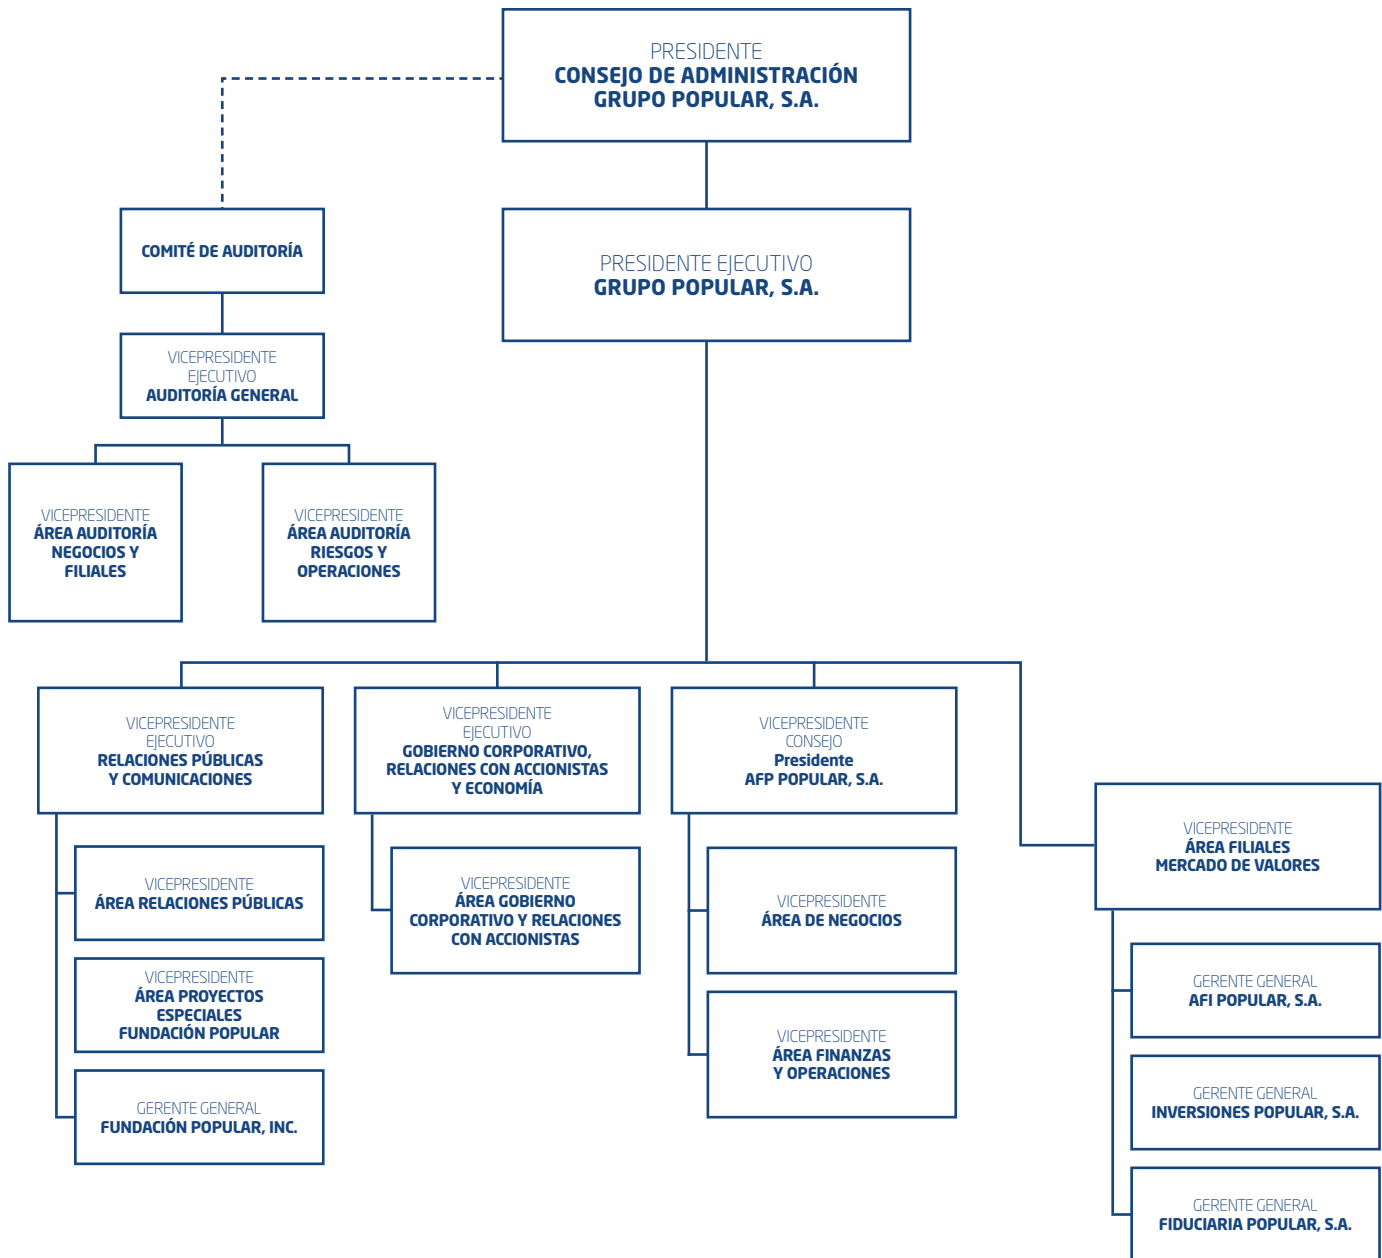 PRESIDENTE
CONSEJO DE ADMINISTRACIÓN
GRUPO POPULAR, S.A.
COMITÉ DE AUDITORÍA
PRESIDENTE EJECUTIVO
GRUPO POPULAR, S.A.
VICEPRESIDENTE
EJECUTIVO
AUDITORÍA GENERAL
VICEPRESIDENTE
ÁREA AUDITORÍA
NEGOCIOS Y
FILIALES
VICEPRESIDENTE
ÁREA AUDITORÍA
RIESGOS Y
OPERACIONES
VICEPRESIDENTE
EJECUTIVO
RELACIONES PÚBLICAS
Y COMUNICACIONES
VICEPRESIDENTE
ÁREA RELACIONES PÚBLICAS
VICEPRESIDENTE
ÁREA PROYECTOS
ESPECIALES
FUNDACIÓN POPULAR
GERENTE GENERAL
FUNDACIÓN POPULAR, INC.
VICEPRESIDENTE
EJECUTIVO
GOBIERNO CORPORATIVO,
RELACIONES CON ACCIONISTAS
Y ECONOMÍA
VICEPRESIDENTE
ÁREA GOBIERNO
CORPORATIVO Y RELACIONES
CON ACCIONISTAS
VICEPRESIDENTE
CONSEJO
Presidente
AFP POPULAR, S.A.
VICEPRESIDENTE
ÁREA DE NEGOCIOS
VICEPRESIDENTE
ÁREA FINANZAS
Y OPERACIONES
VICEPRESIDENTE
ÁREA FILIALES
MERCADO DE VALORES
GERENTE GENERAL
AFI POPULAR, S.A.
GERENTE GENERAL
INVERSIONES POPULAR, S.A.
GERENTE GENERAL
FIDUCIARIA POPULAR, S.A.